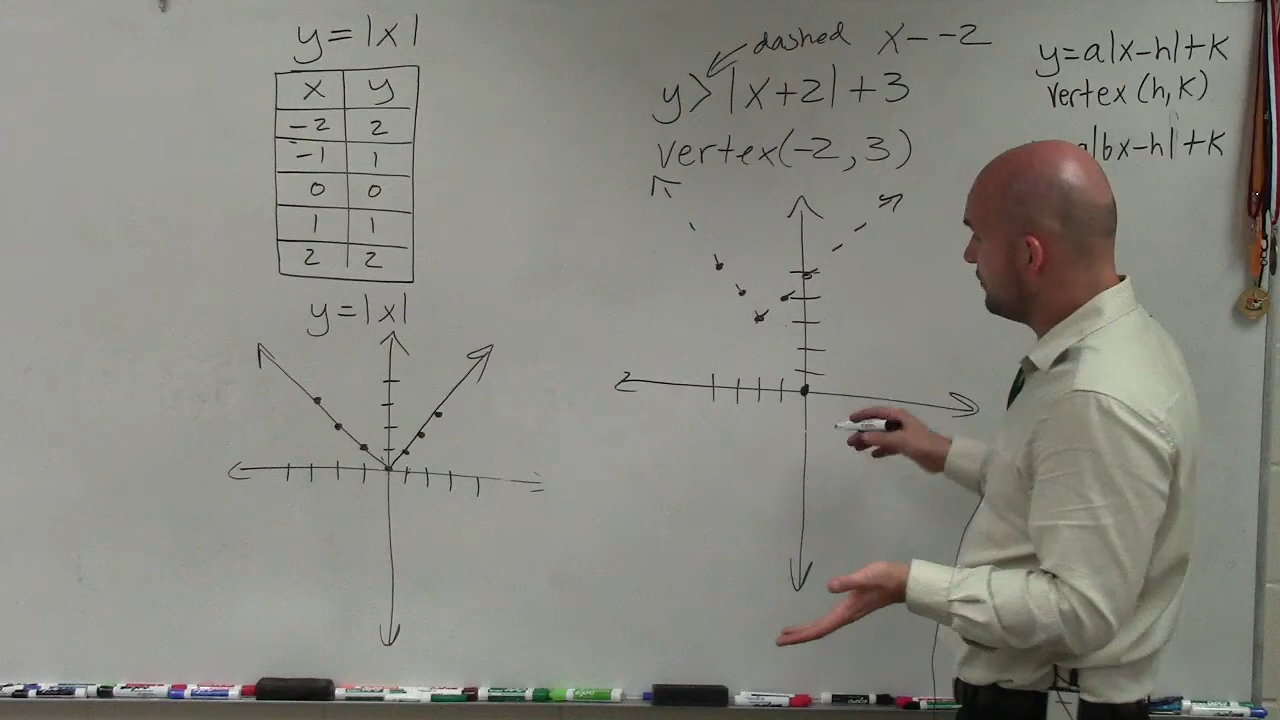 y=|x|
x y
-2 2
-1 1
0 0
1 1
2 2
y=|x|
dashed x--2
y>|x+2|+3
vertex(-2,3)
y=a|x-h|+k
vertex (h,k)
|bx-h|+k